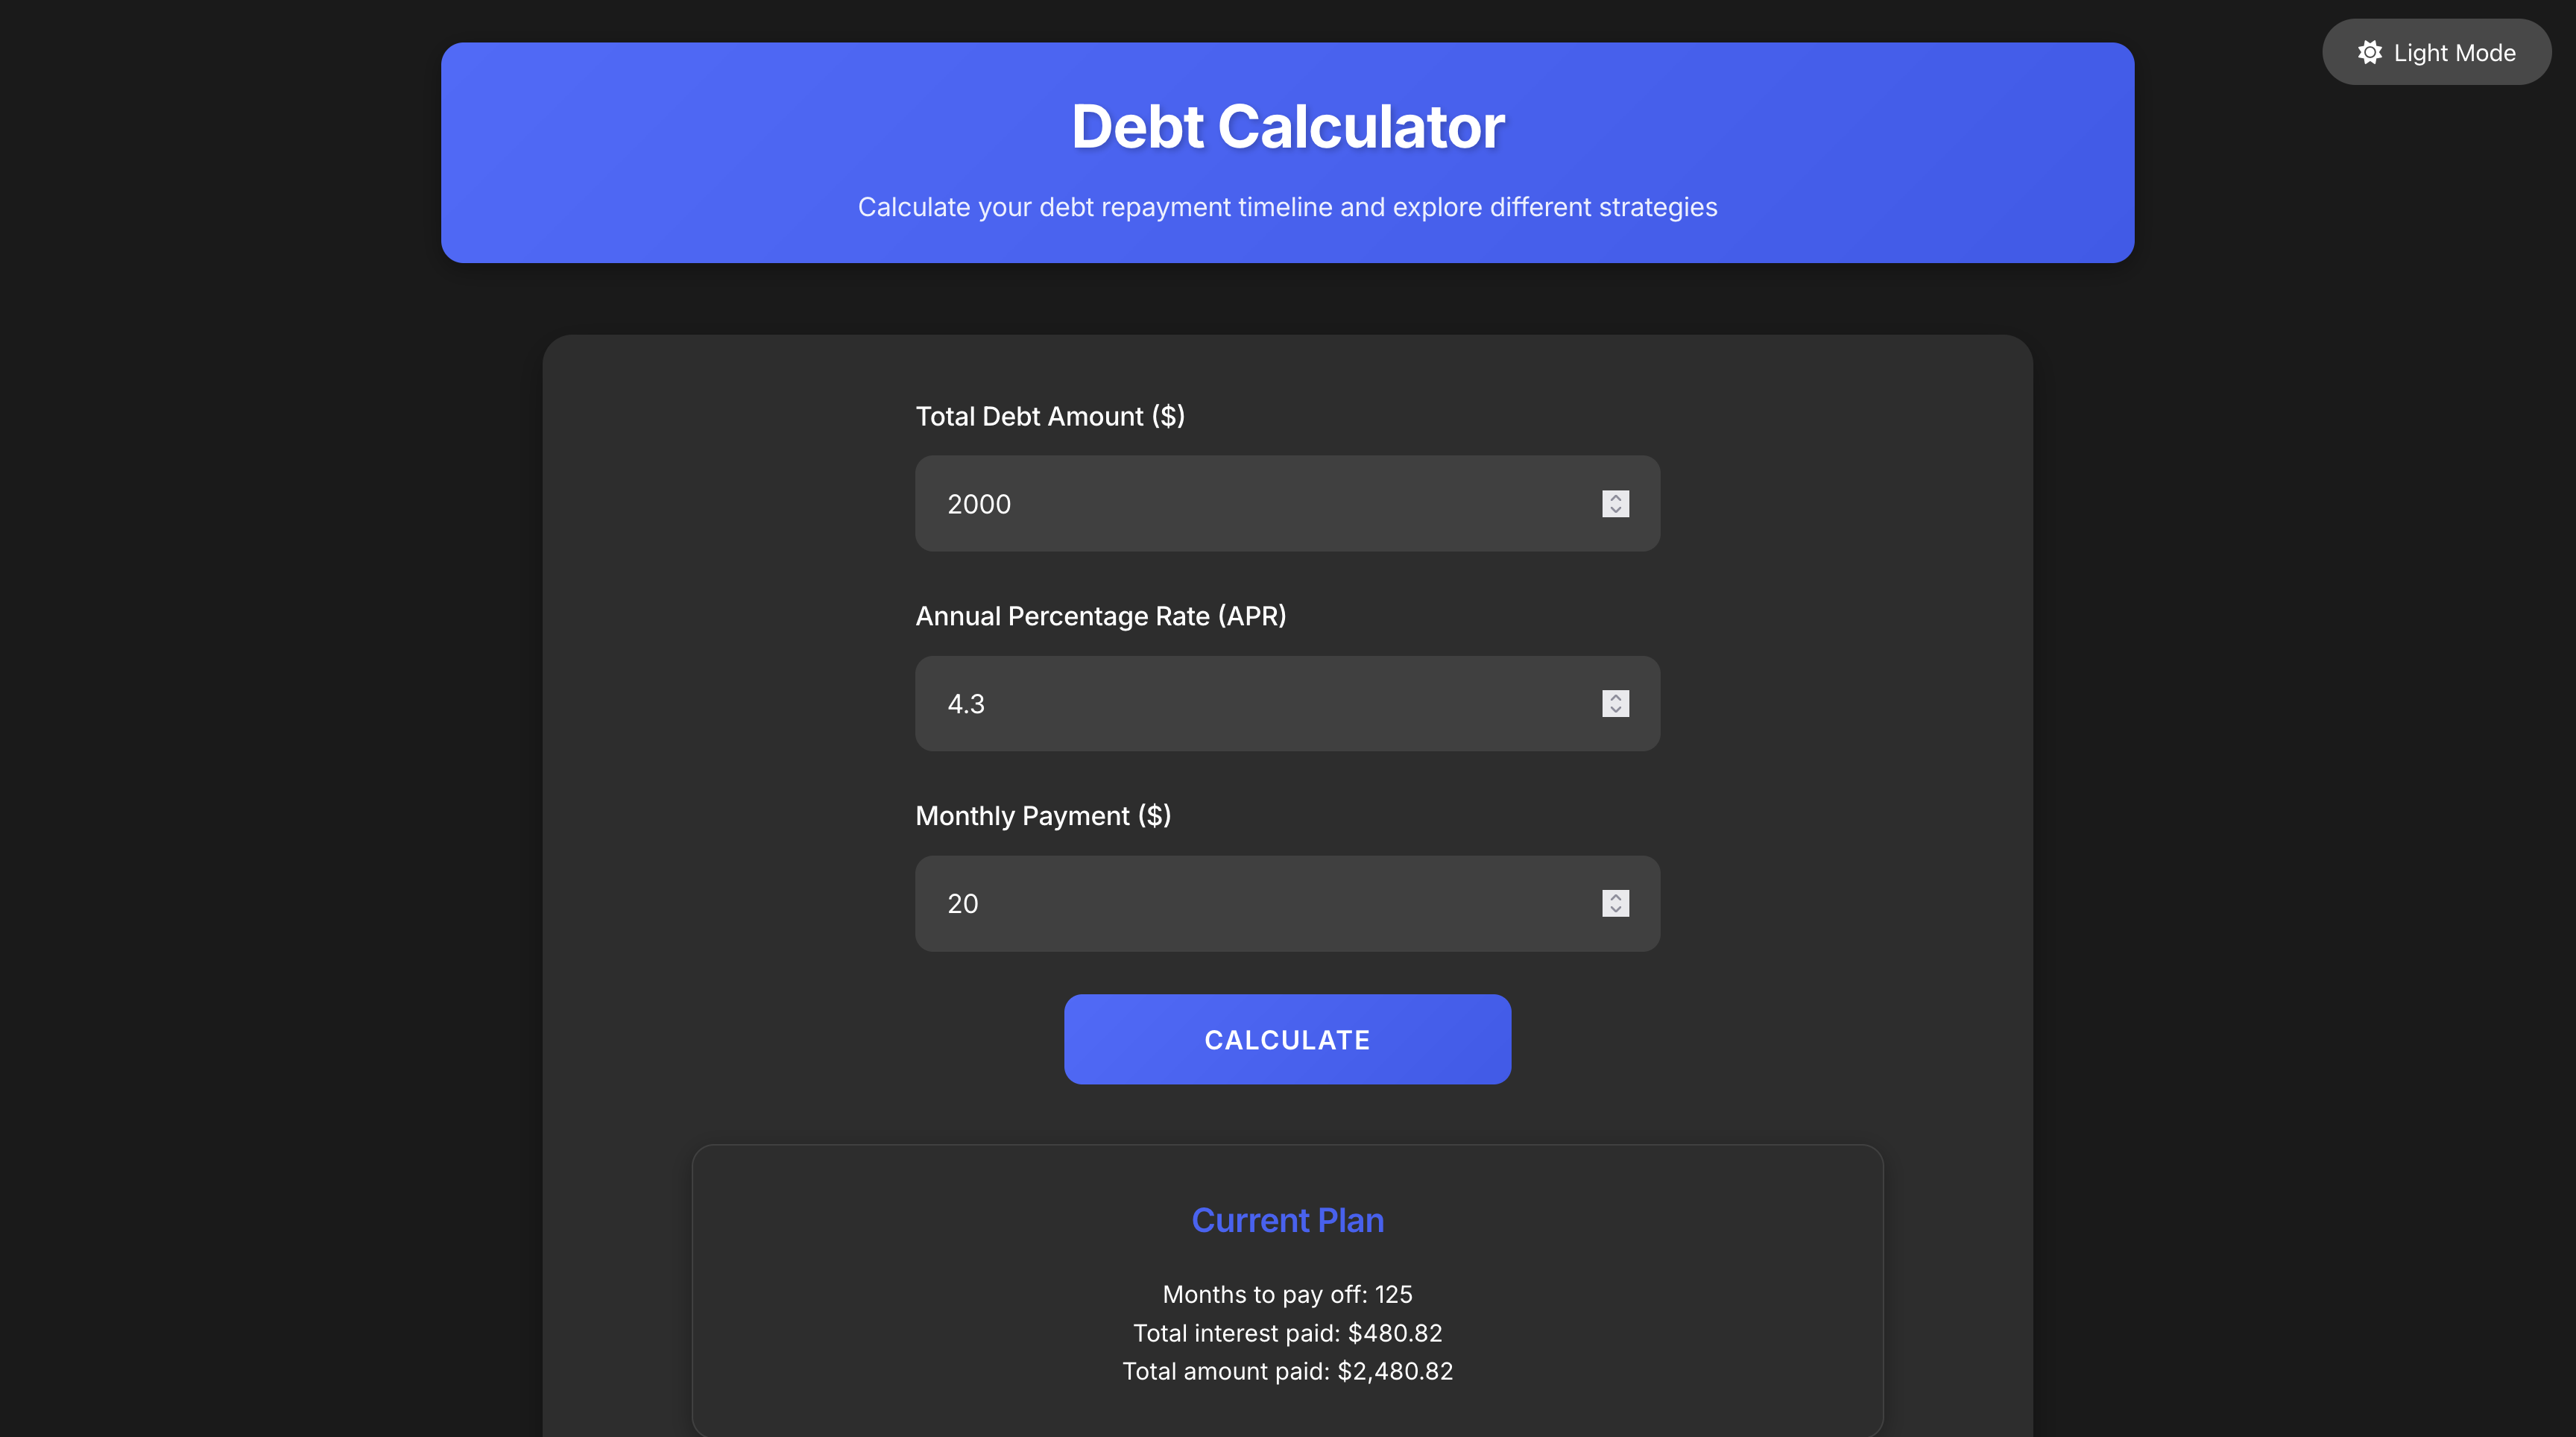 Light Mode
Debt Calculator
Calculate your debt repayment timeline and explore different strategies
Total Debt Amount ($)
2000
Annual Percentage Rate (APR)
4.3
Monthly Payment ($)
20
CALCULATE
Current Plan
Months to pay off: 125
Total interest paid: $480.82
Total amount paid: $2,480.82